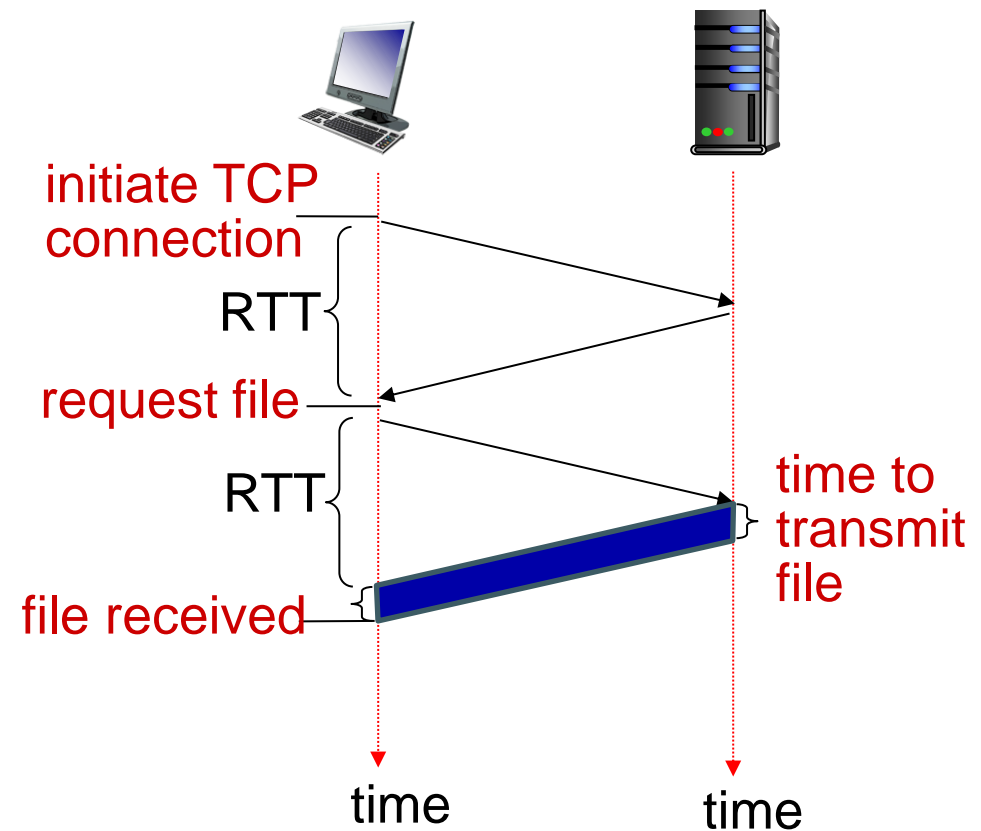 initiate TCP
connection
RTT
request file
RTT
time to
transmit
file
file received
time
time